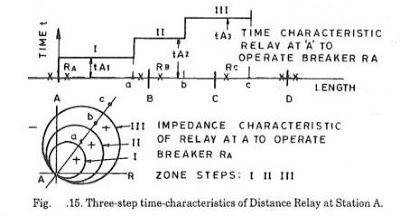 TIME t
I
II
III
RA
tA1
RB
tA2
tA3
RC
TIME CHARACTERISTIC
RELAY AT 'A' TO
OPERATE BREAKER RA
a
b
c
LENGTH
A
B
C
D
c
b
a
III
II
I
A
R
IMPEDANCE CHARACTERISTIC
OF RELAY AT A TO OPERATE
BREAKER RA
ZONE STEPS: I II III
Fig. .15. Three-step time-characteristics of Distance Relay at Station A.